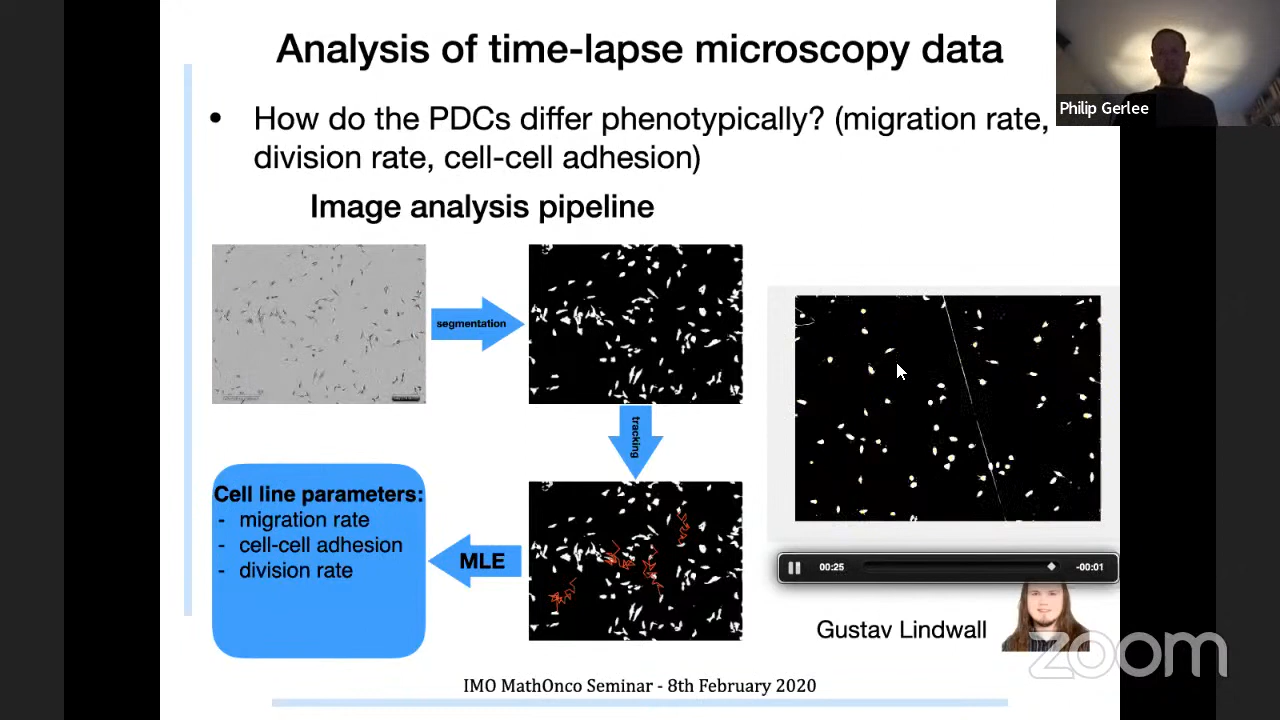 Analysis of time-lapse microscopy data
Philip Gerlee
• How do the PDCs differ phenotypically? (migration rate,
division rate, cell-cell adhesion)
Image analysis pipeline
segmentation
tracking
Cell line parameters:
- migration rate
- cell-cell adhesion
- division rate
MLE
00:25
-00:01
Gustav Lindwall
zoom
IMO MathOnco Seminar - 8th February 2020